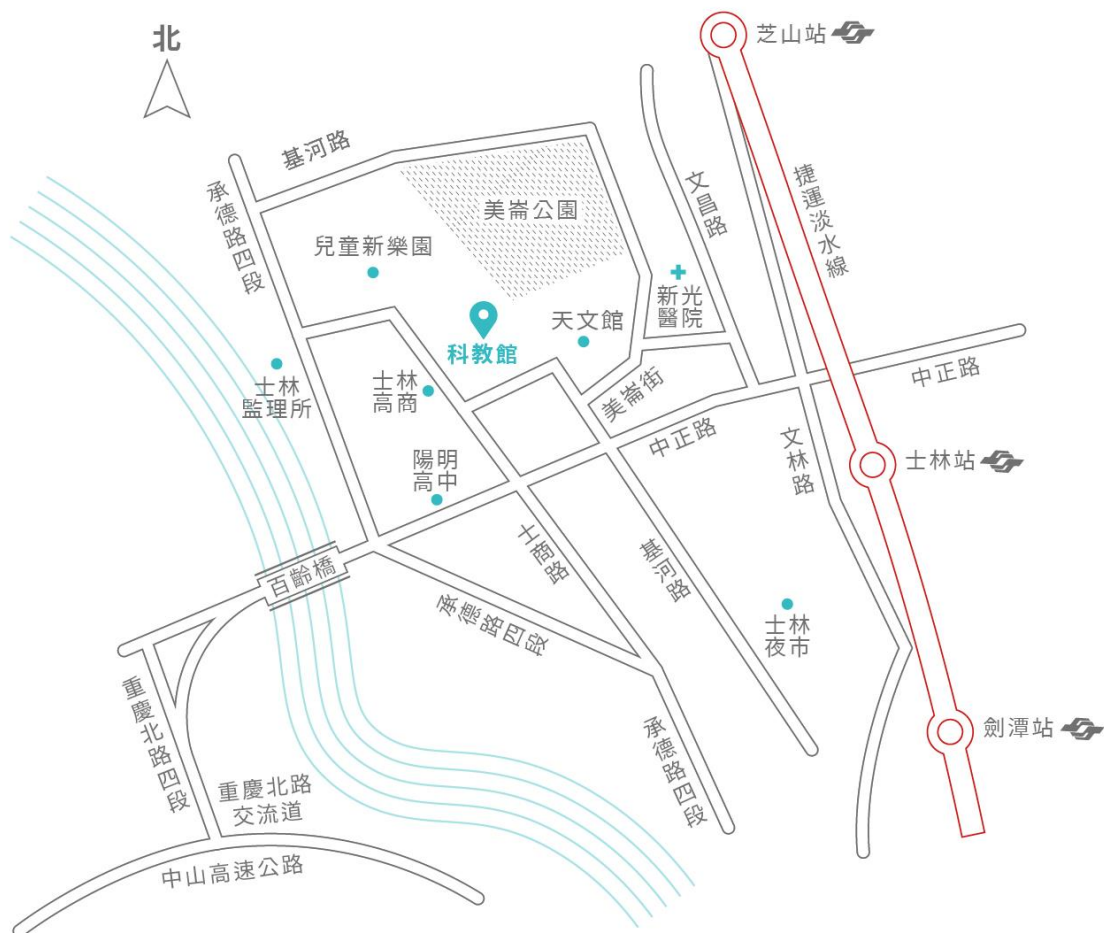 北
芝山站
基河路
承德路四段
美崙公園
文昌路
捷運淡水線
兒童新樂園
新光
醫院
天文館
科教館
士林
監理所
士林
高商
美崙街
中正路
中正路
陽明
高中
文林路
士林站
士商路
基河路
百齡橋
承德路四段
士林
夜市
重慶北路四段
承德路四段
劍潭站
重慶北路
交流道
中山高速公路